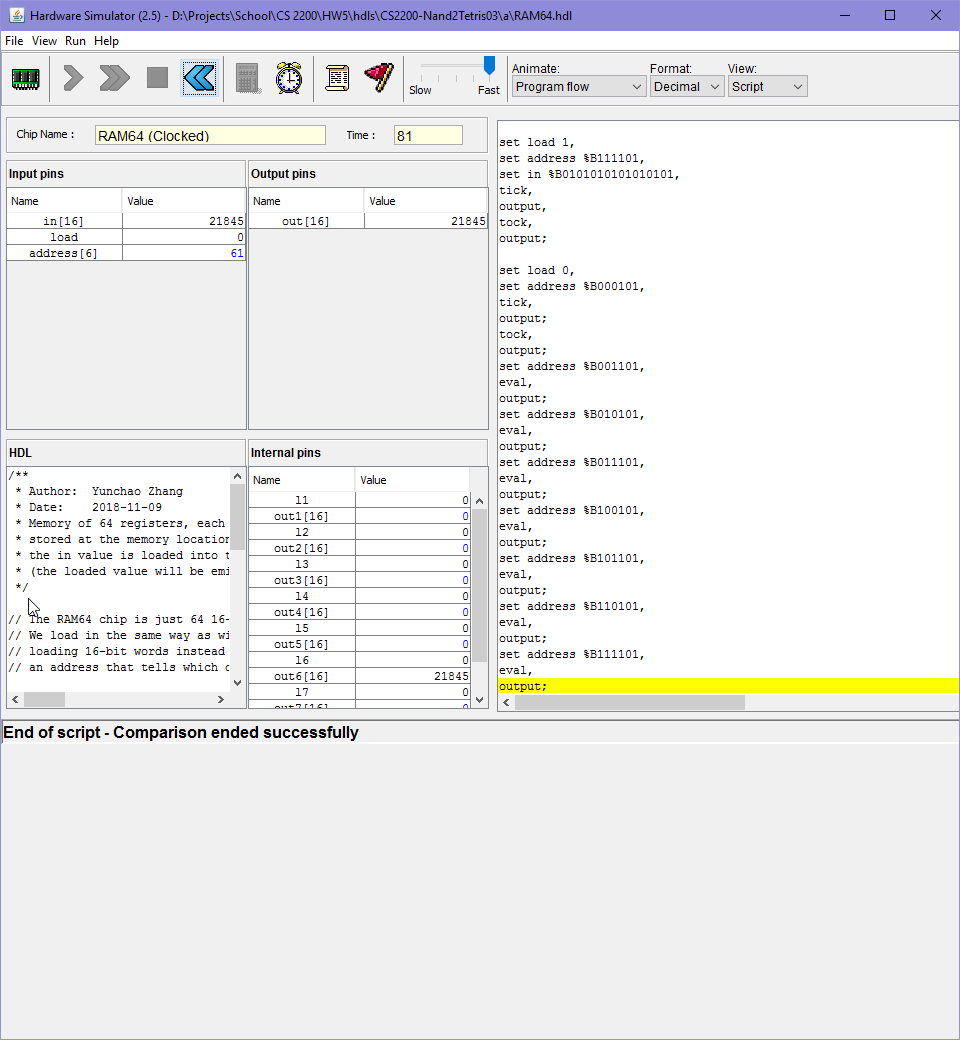 Hardware Simulator (2.5) - D:\Projects\School\CS 2200\HW5\hdls\CS2200-Nand2Tetris03\a\RAM64.hdl
File View Run Help
Slow Fast
Animate: Format: View:
Program flow Decimal Script
Chip Name : RAM64 (Clocked) Time : 81
Input pins
Name Value
in[16] 21845
load 0
address[6] 61
Output pins
Name Value
out[16] 21845
HDL
/**
* Author: Yunchao Zhang
* Date: 2018-11-09
* Memory of 64 registers, each
* stored at the memory location
* the in value is loaded into t
* (the loaded value will be emi
*/
// The RAM64 chip is just 64 16-
// We load in the same way as wi
// loading 16-bit words instead
// an address that tells which
Internal pins
Name Value
l1 0
out1[16] 0
l2 0
out2[16] 0
l3 0
out3[16] 0
l4 0
out4[16] 0
l5 0
out5[16] 0
l6 0
out6[16] 21845
l7 0
out7[16] 0
set load 1,
set address %B111101,
set in %B0101010101010101,
tick,
output,
tock,
output;
set load 0,
set address %B000101,
tick,
output;
tock,
output;
set address %B001101,
eval,
output;
set address %B010101,
eval,
output;
set address %B011101,
eval,
output;
set address %B100101,
eval,
output;
set address %B101101,
eval,
output;
set address %B110101,
eval,
output;
set address %B111101,
eval,
output;
End of script - Comparison ended successfully